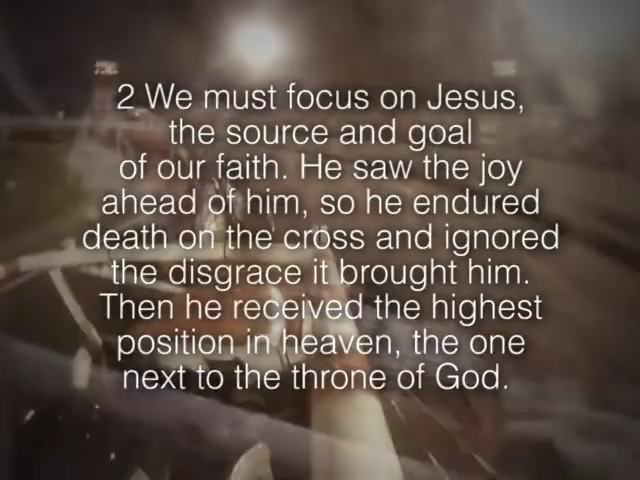 2 We must focus on Jesus,
the source and goal
of our faith. He saw the joy
ahead of him, so he endured
death on the cross and ignored
the disgrace it brought him.
Then he received the highest
position in heaven, the one
next to the throne of God.